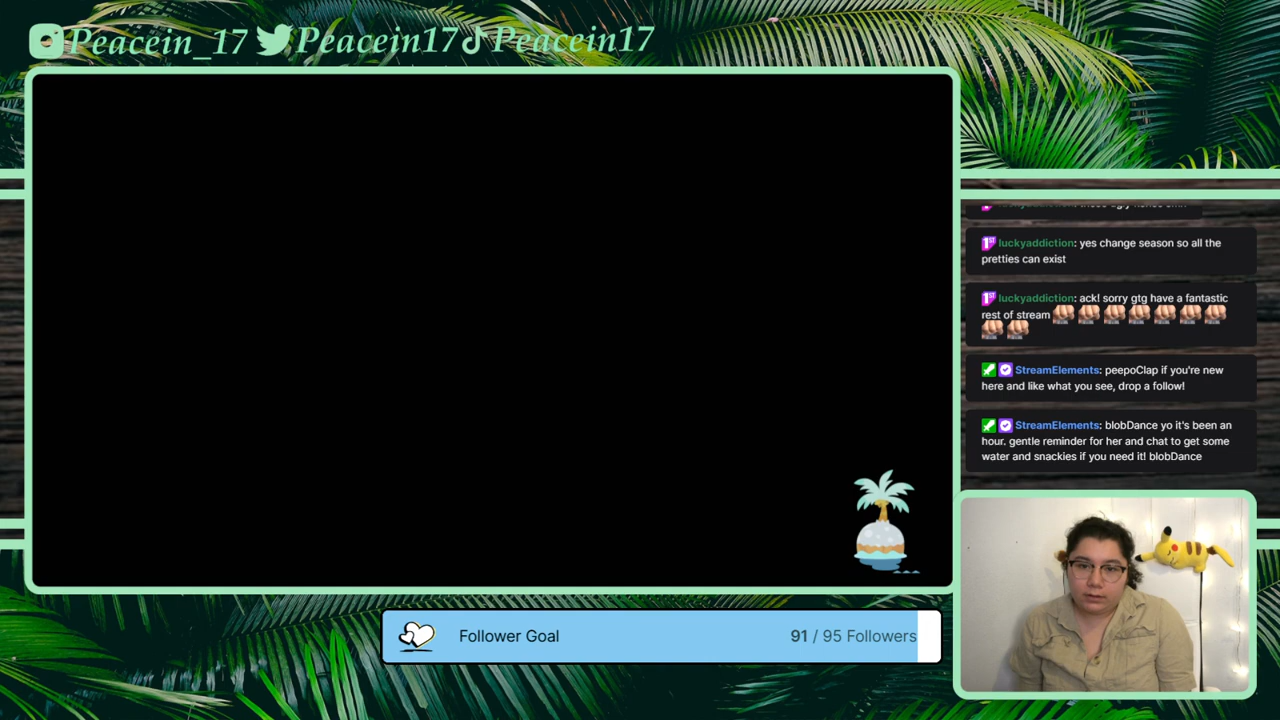 Peacein_17 Peacein17 Peacein17
luckyaddiction:
1ST luckyaddiction: yes change season so all the
pretties can exist
1ST luckyaddiction: ack! sorry gtg have a fantastic
rest of stream
StreamElements: peepoClap if you're new
here and like what you see, drop a follow!
StreamElements: blobDance yo it's been an
hour. gentle reminder for her and chat to get some
water and snackies if you need it! blobDance
Follower Goal 91 / 95 Followers